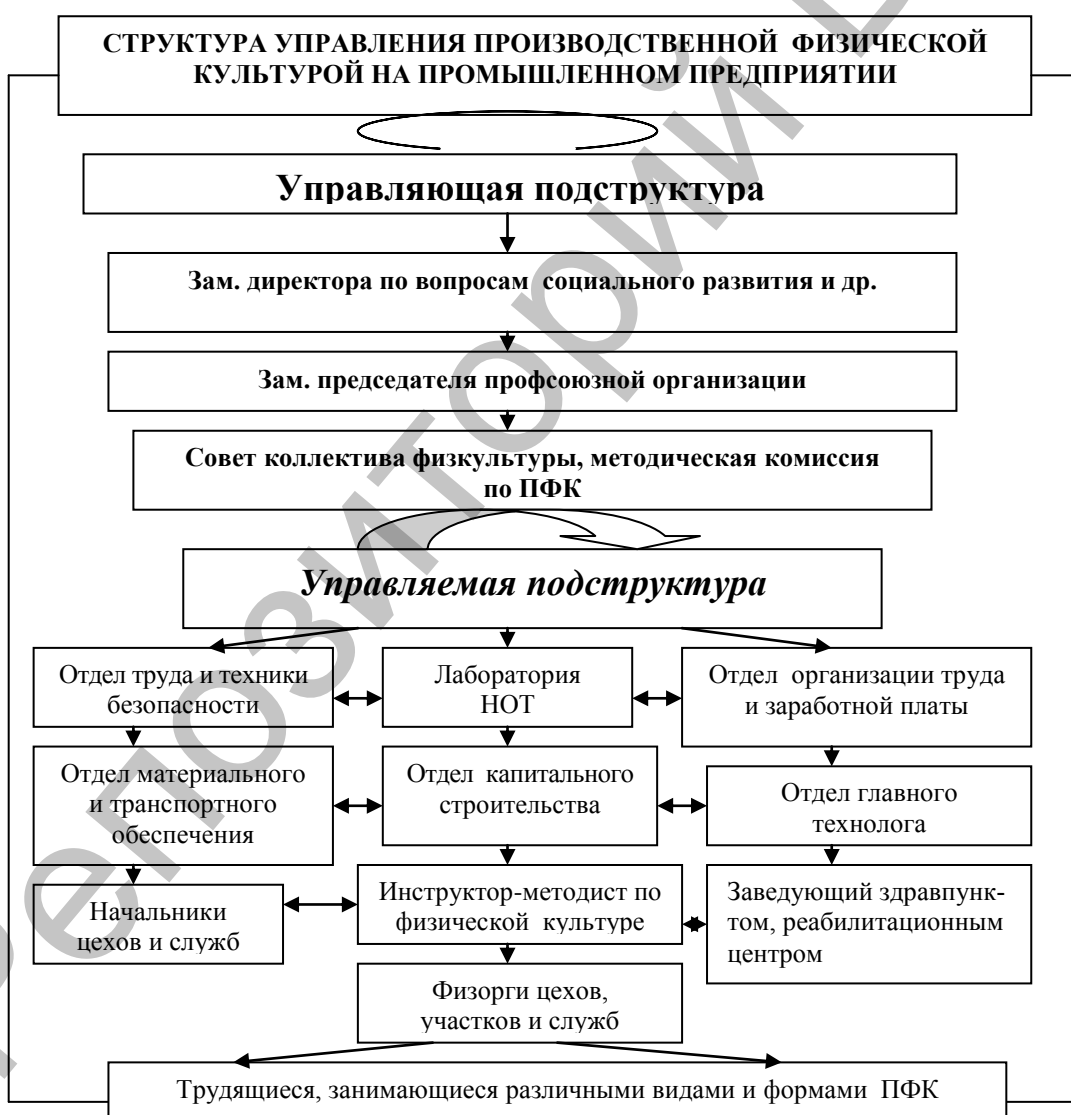 СТРУКТУРА УПРАВЛЕНИЯ ПРОИЗВОДСТВЕННОЙ ФИЗИЧЕСКОЙ
КУЛЬТУРОЙ НА ПРОМЫШЛЕННОМ ПРЕДПРИЯТИИ
Управляющая подструктура
Зам. директора по вопросам социального развития и др.
Зам. председателя профсоюзной организации
Совет коллектива физкультуры, методическая комиссия
по ПФК
Управляемая подструктура
Отдел труда и техники
безопасности
Лаборатория
НОТ
Отдел организации труда
и заработной платы
Отдел материального
и транспортного
обеспечения
Отдел капитального
строительства
Отдел главного
технолога
Начальники
цехов и служб
Инструктор-методист по
физической культуре
Заведующий здравпунк-
том, реабилитационным
центром
Физорги цехов,
участков и служб
Трудящиеся, занимающиеся различными видами и формами ПФК
Репозиторий